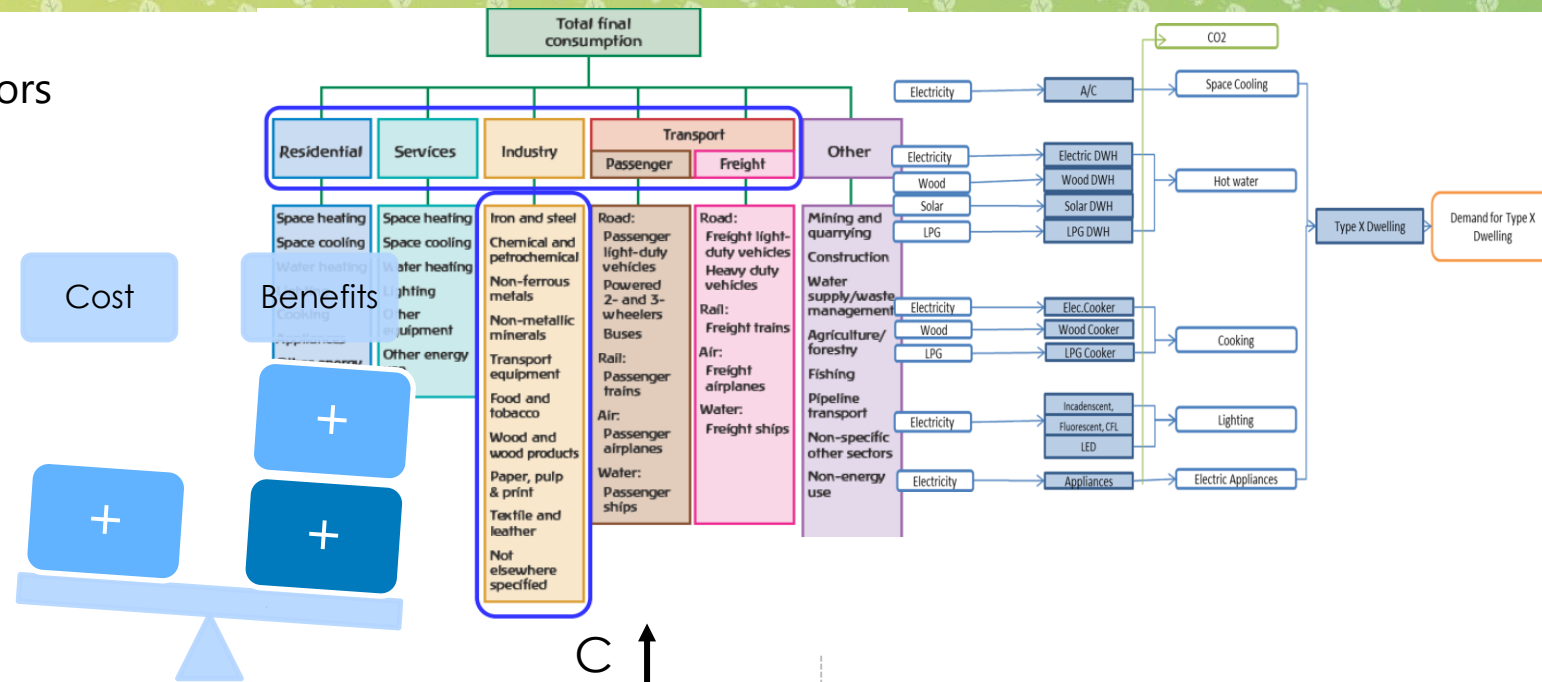 ors
Total final
consumption
Residential
Services
Industry
Transport
Passenger
Freight
Other
Space heating
Space cooling
Water heating
Cooking
Appliances
Space heating
Space cooling
Water heating
Lighting
Other
equipment
Other energy
Iron and steel
Chemical and
petrochemical
Non-ferrous
metals
Non-metallic
minerals
Transport
equipment
Food and
tobacco
Wood and
wood products
Paper, pulp
& print
Textile and
leather
Not
elsewhere
specified
Road:
Passenger
light-duty
vehicles
Powered
2- and 3-
wheelers
Buses
Rail:
Passenger
trains
Air:
Passenger
airplanes
Water:
Passenger
ships
Road:
Freight light-
duty vehicles
Heavy duty
vehicles
Rail:
Freight trains
Air:
Freight
airplanes
Water:
Freight ships
Mining and
quarrying
Construction
Water
supply/waste
management
Agriculture/
forestry
Fishing
Pipeline
transport
Non-specific
other sectors
Non-energy
use
Cost
Benefits
+
+
+
C
CO2
Electricity
A/C
Space Cooling
Electricity
Electric DWH
Wood
Wood DWH
Solar
Solar DWH
LPG
LPG DWH
Hot water
Type X Dwelling
Demand for Type X
Dwelling
Electricity
Elec.Cooker
Wood
Wood Cooker
LPG
LPG Cooker
Cooking
Electricity
Incadenscent,
Fluorescent, CFL
LED
Lighting
Electricity
Appliances
Electric Appliances